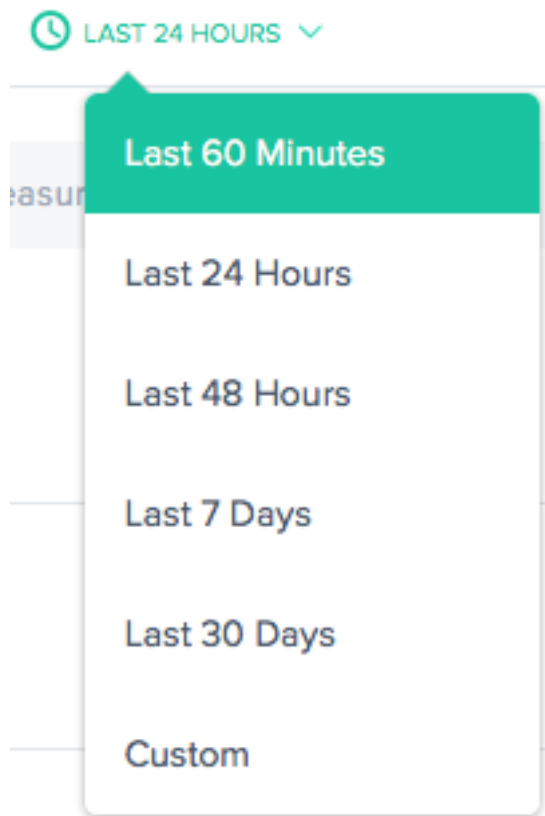 LAST 24 HOURS
Last 60 Minutes
Last 24 Hours
Last 48 Hours
Last 7 Days
Last 30 Days
Custom